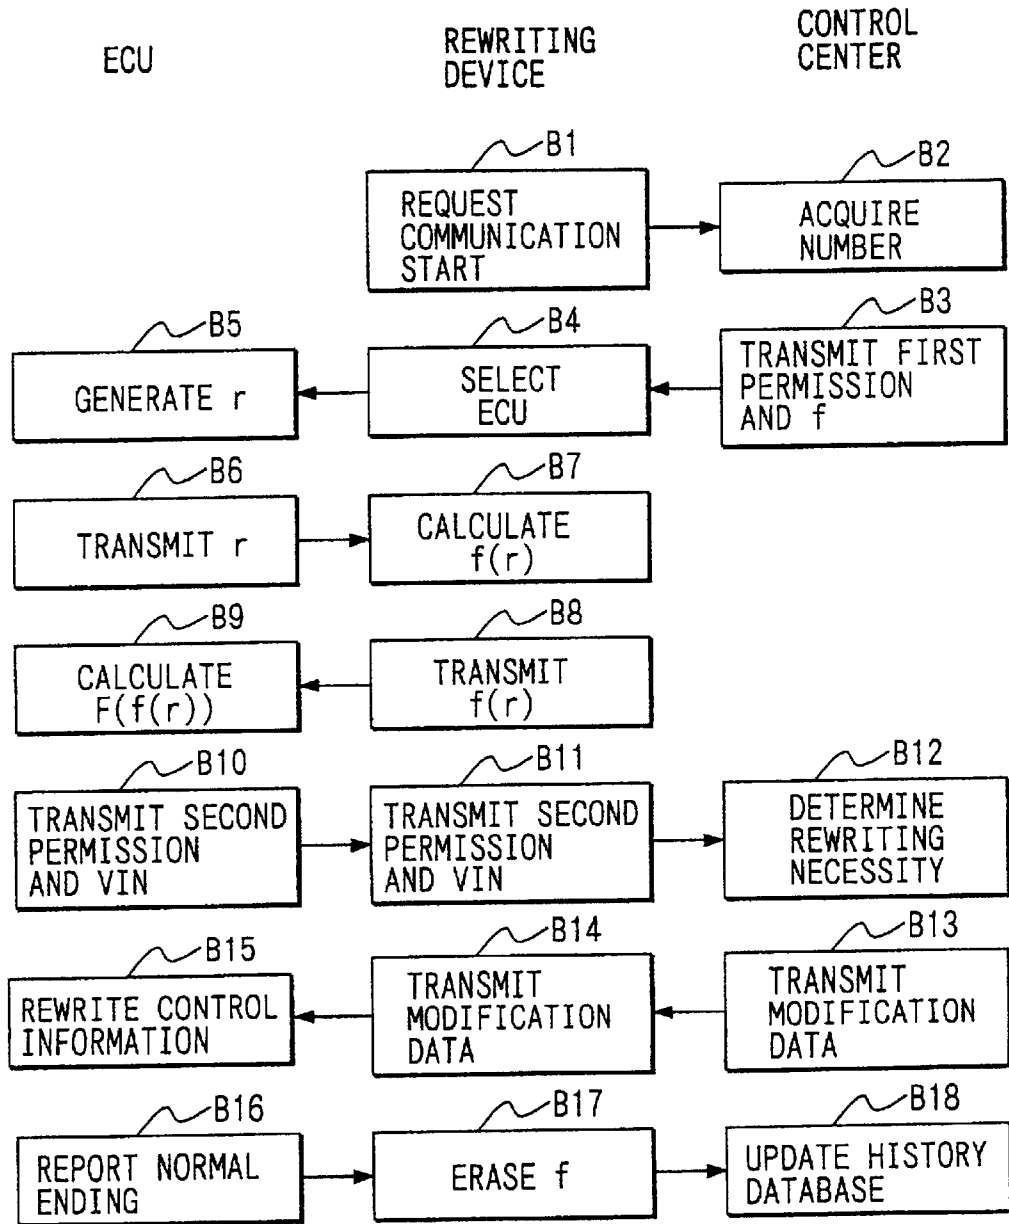 ECU
REWRITING
DEVICE
CONTROL
CENTER
B1
REQUEST
COMMUNICATION
START
B2
ACQUIRE
NUMBER
B5
GENERATE r
B4
SELECT
ECU
B3
TRANSMIT FIRST
PERMISSION
AND f
B6
TRANSMIT r
B7
CALCULATE
f(r)
B9
CALCULATE
F(f(r))
B8
TRANSMIT
f(r)
B10
TRANSMIT SECOND
PERMISSION
AND VIN
B11
TRANSMIT SECOND
PERMISSION
AND VIN
B12
DETERMINE
REWRITING
NECESSITY
B15
REWRITE CONTROL
INFORMATION
B14
TRANSMIT
MODIFICATION
DATA
B13
TRANSMIT
MODIFICATION
DATA
B16
REPORT NORMAL
ENDING
B17
ERASE f
B18
UPDATE HISTORY
DATABASE